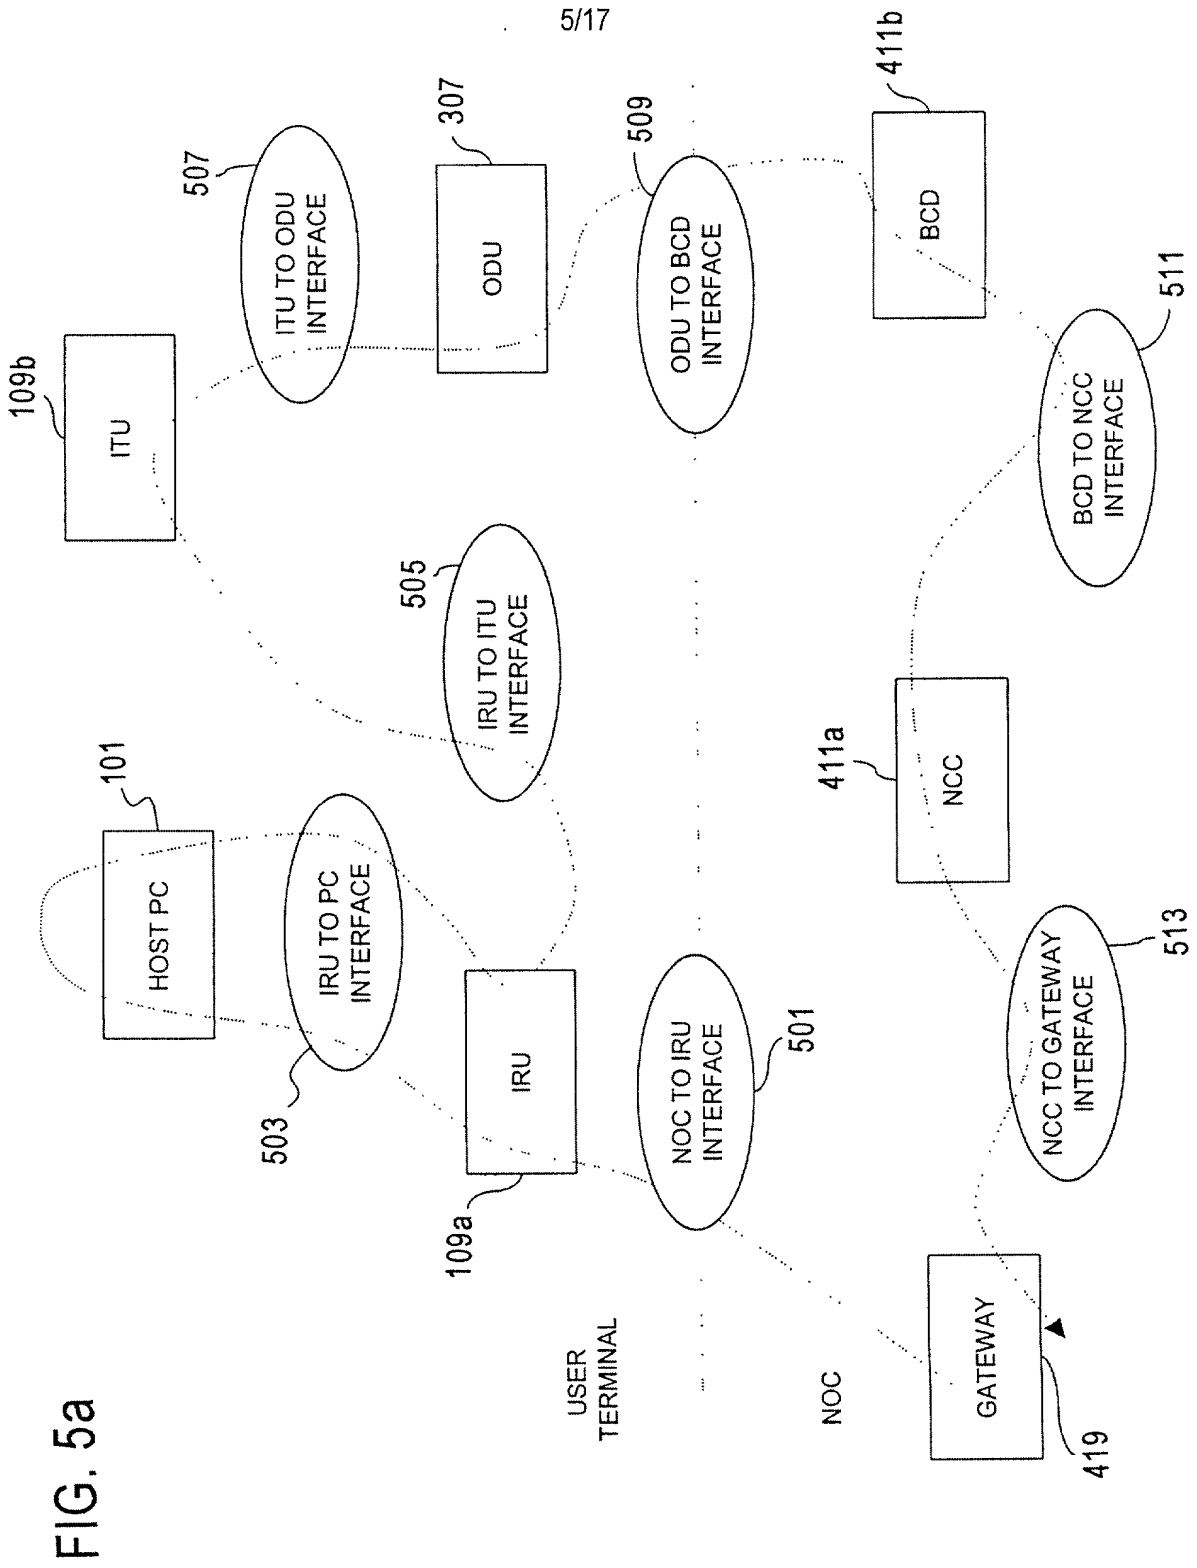 5/17
FIG. 5a
HOST PC
101
ITU
109b
IRU TO PC
INTERFACE
503
ITU TO ODU
INTERFACE
507
IRU
109a
IRU TO ITU
INTERFACE
505
ODU
307
USER
TERMINAL
NOC TO IRU
INTERFACE
501
ODU TO BCD
INTERFACE
509
NOC
GATEWAY
419
NCC
411a
BCD
411b
NCC TO GATEWAY
INTERFACE
513
BCD TO NCC
INTERFACE
511